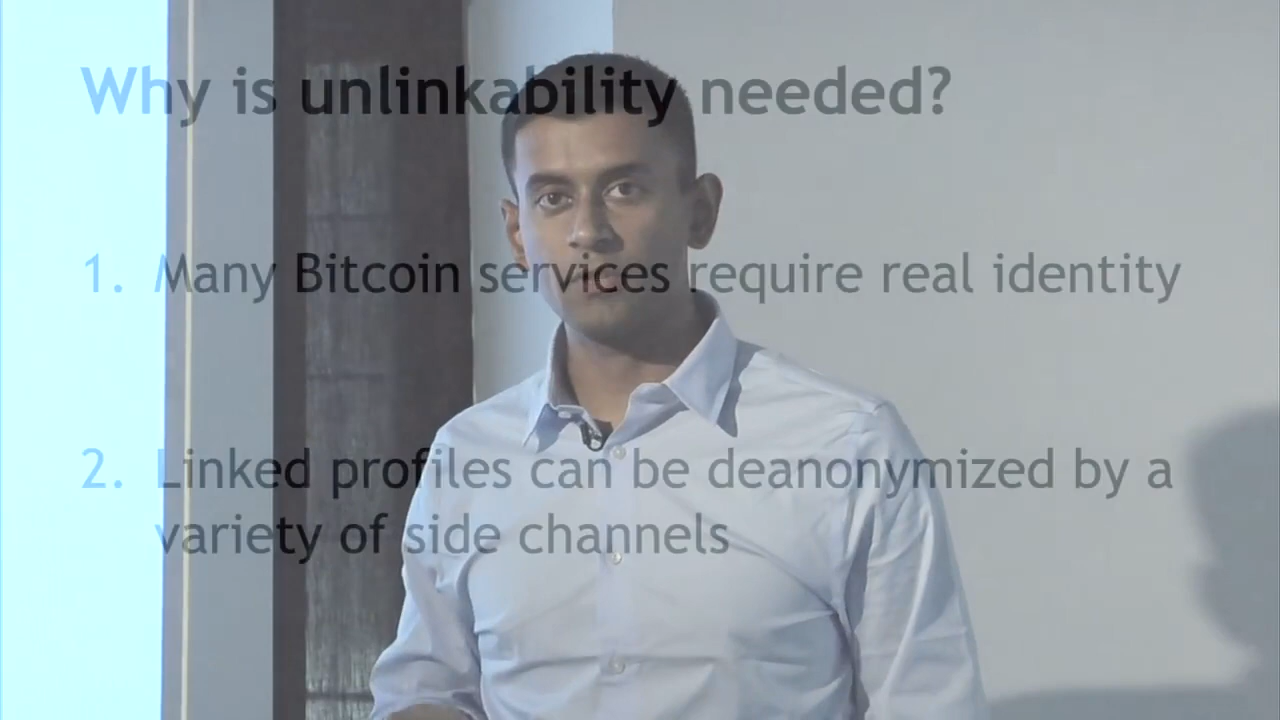 Why is unlinkability needed?
1. Many Bitcoin services require real identity
2. Linked profiles can be deanonymized by a
variety of side channels